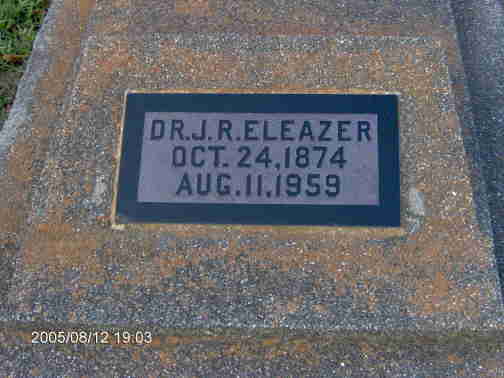 DR.J.R.ELEAZER
OCT. 24,1874
AUG.11,1959
2005/08/12 19:03